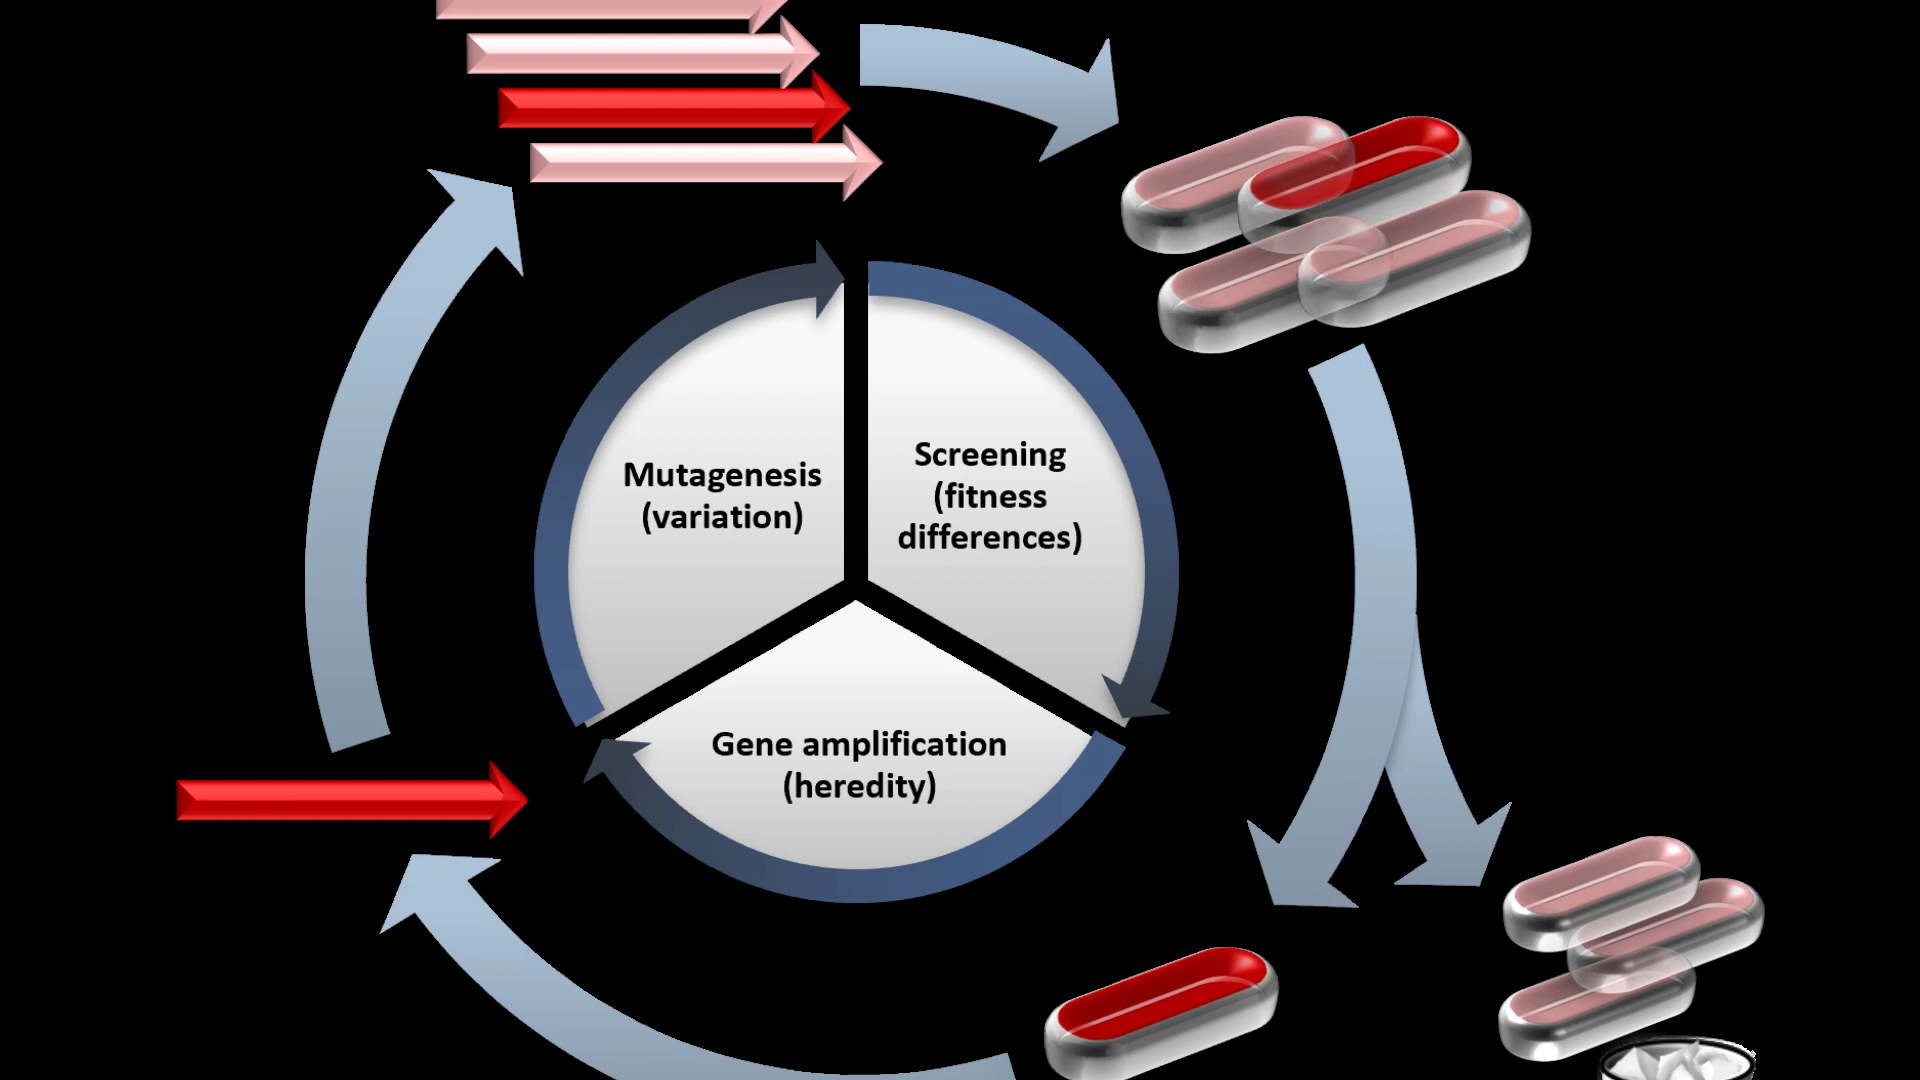 Mutagenesis
(variation)
Screening
(fitness
differences)
Gene amplification
(heredity)